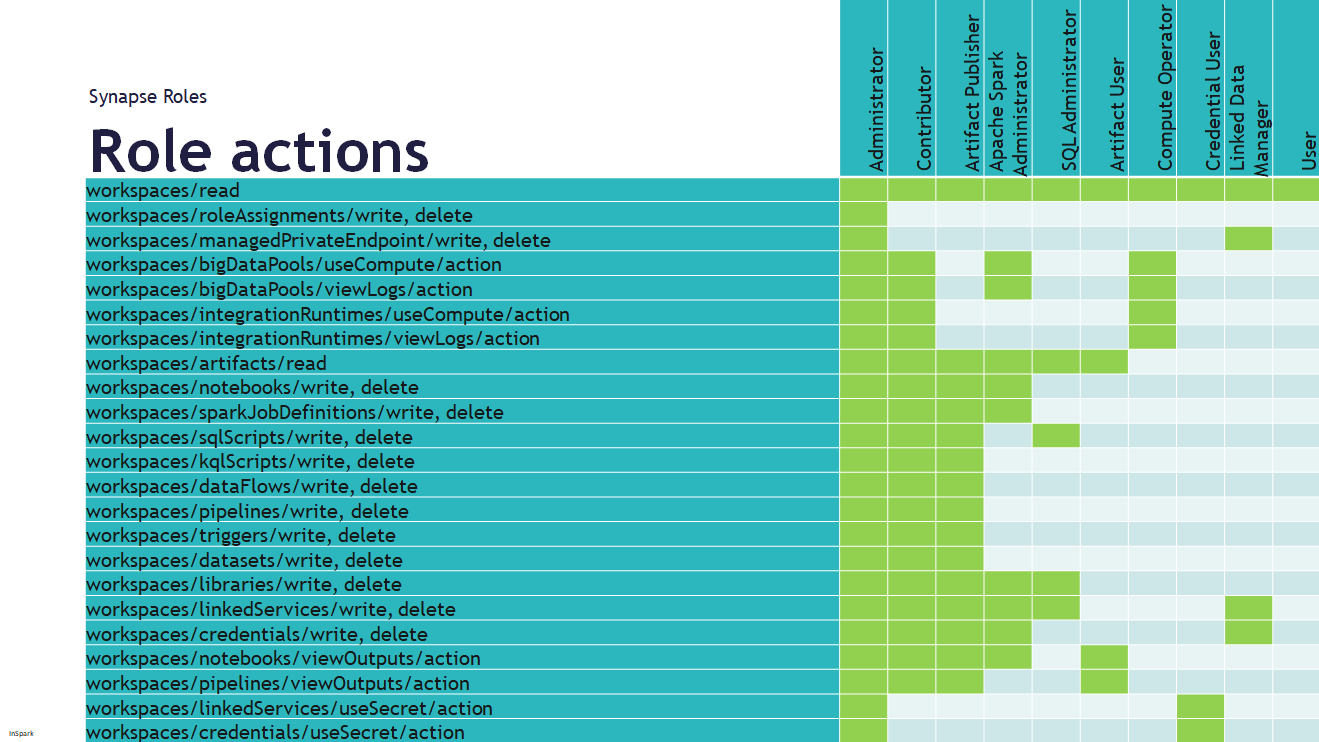 Synapse Roles
Role actions
Administrator
Contributor
Artifact Publisher
Apache Spark
Administrator
SQL Administrator
Artifact User
Compute Operator
Credential User
Linked Data
Manager
User
workspaces/read
workspaces/roleAssignments/write, delete
workspaces/managedPrivateEndpoint/write, delete
workspaces/bigDataPools/useCompute/action
workspaces/bigDataPools/viewLogs/action
workspaces/integrationRuntimes/useCompute/action
workspaces/integrationRuntimes/viewLogs/action
workspaces/artifacts/read
workspaces/notebooks/write, delete
workspaces/sparkJobDefinitions/write, delete
workspaces/sqlScripts/write, delete
workspaces/kqlScripts/write, delete
workspaces/dataFlows/write, delete
workspaces/pipelines/write, delete
workspaces/triggers/write, delete
workspaces/datasets/write, delete
workspaces/libraries/write, delete
workspaces/linkedServices/write, delete
workspaces/credentials/write, delete
workspaces/notebooks/viewOutputs/action
workspaces/pipelines/viewOutputs/action
workspaces/linkedServices/useSecret/action
workspaces/credentials/useSecret/action
InSpark